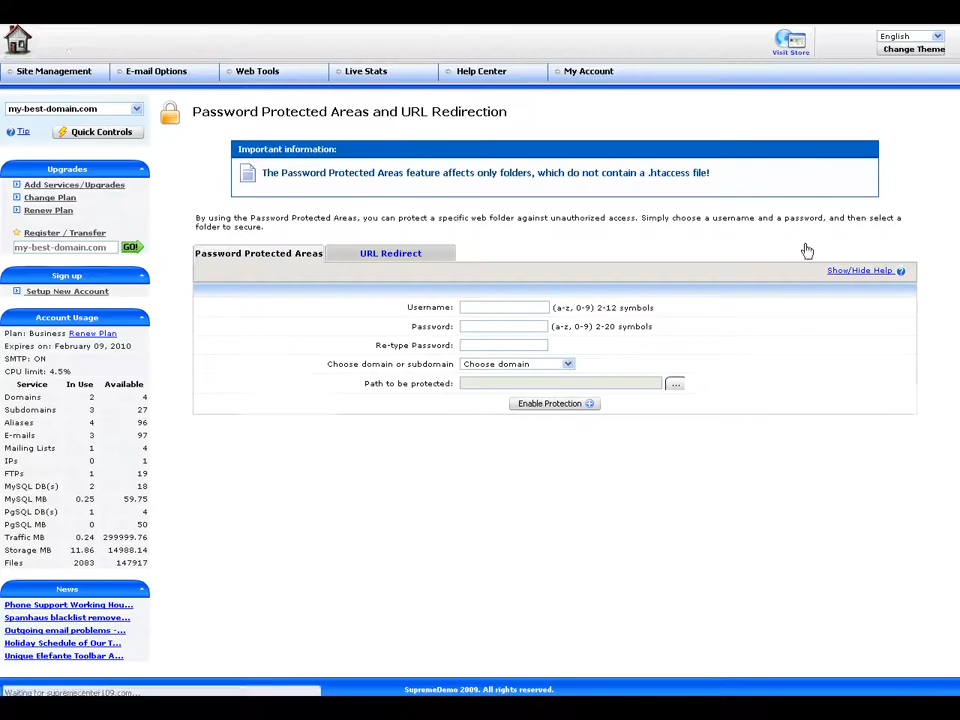 English
Visit Store
Change Theme
Site Management
E-mail Options
Web Tools
Live Stats
Help Center
My Account
my-best-domain.com
Tip
Quick Controls
Upgrades
Add Services/Upgrades
Change Plan
Renew Plan
Register / Transfer
my-best-domain.com GO!
Sign up
Setup New Account
Account Usage
Plan: Business Renew Plan
Expires on: February 09, 2010
SMTP: ON
CPU limit: 4.5%
Service In Use Available
Domains 2 4
Subdomains 3 27
Aliases 4 96
E-mails 3 97
Mailing Lists 1 4
IPs 0 1
FTPs 1 19
MySQL DB(s) 2 18
MySQL MB 0.25 59.75
PgSQL DB(s) 1 4
PgSQL MB 0 50
Traffic MB 0.24 299999.76
Storage MB 11.86 14988.14
Files 2083 147917
News
Phone Support Working Hou...
Spamhaus blacklist remove...
Outgoing email problems -...
Holiday Schedule of Our T...
Unique Elefante Toolbar A...
Password Protected Areas and URL Redirection
Important information:
The Password Protected Areas feature affects only folders, which do not contain a .htaccess file!
By using the Password Protected Areas, you can protect a specific web folder against unauthorized access. Simply choose a username and a password, and then select a
folder to secure.
Password Protected Areas
URL Redirect
Show/Hide Help ?
Username: (a-z, 0-9) 2-12 symbols
Password: (a-z, 0-9) 2-20 symbols
Re-type Password:
Choose domain or subdomain Choose domain
Path to be protected: ...
Enable Protection
Waiting for supremecenter109.com...
SupremeDemo 2009. All rights reserved.